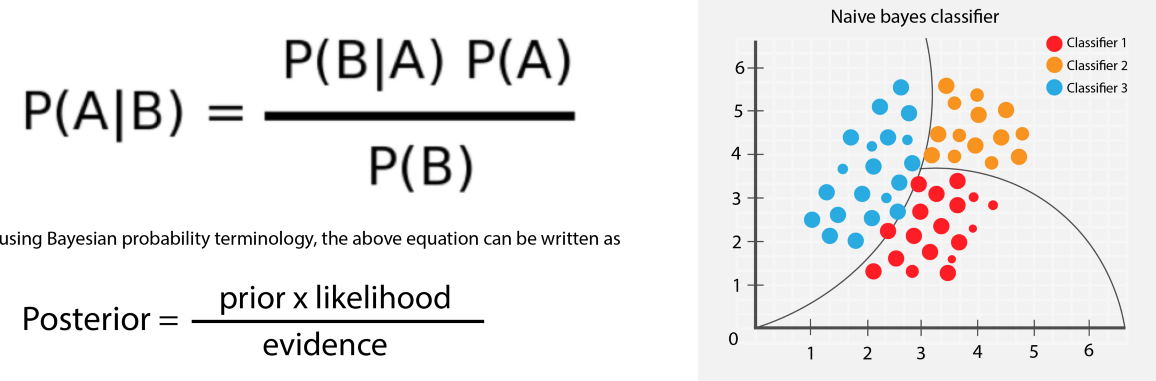 P(A|B) = P(B|A) P(A)
P(B)
using Bayesian probability terminology, the above equation can be written as
Posterior = prior x likelihood
evidence
Naive bayes classifier
Classifier 1
Classifier 2
Classifier 3
6
5
4
3
2
1
0
1 2 3 4 5 6